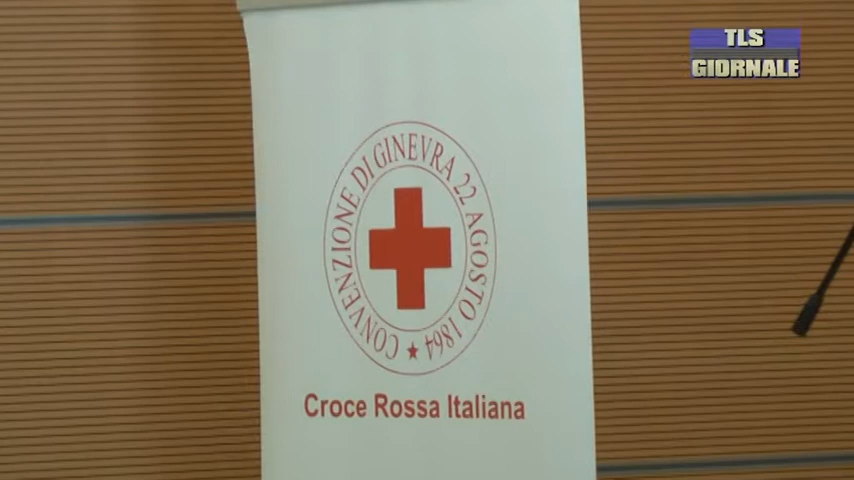 TLS
GIORNALE
CONVENZIONE DI GINEVRA 22 AGOSTO 1864
Croce Rossa Italiana